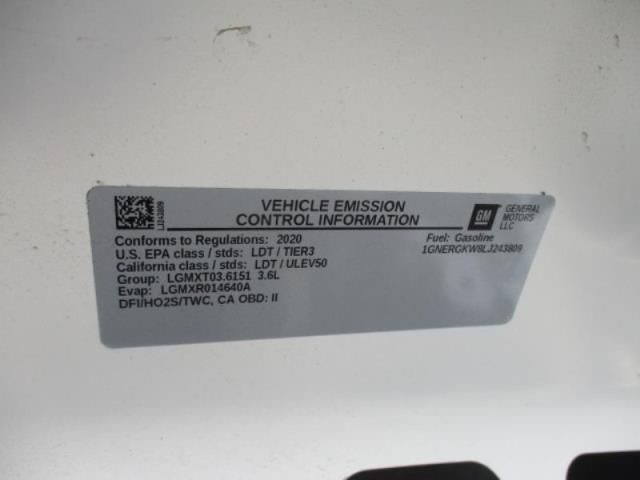 LJ243809
VEHICLE EMISSION
CONTROL INFORMATION
GM
GENERAL
MOTORS
LLC
Conforms to Regulations: 2020
U.S. EPA class / stds: LDT / TIER3
California class / stds: LDT / ULEV50
Group: LGMXT03.6151 3.6L
Evap: LGMXR014640A
DFI/HO2S/TWC, CA OBD: II
Fuel: Gasoline
1GNERGKW8LJ243809